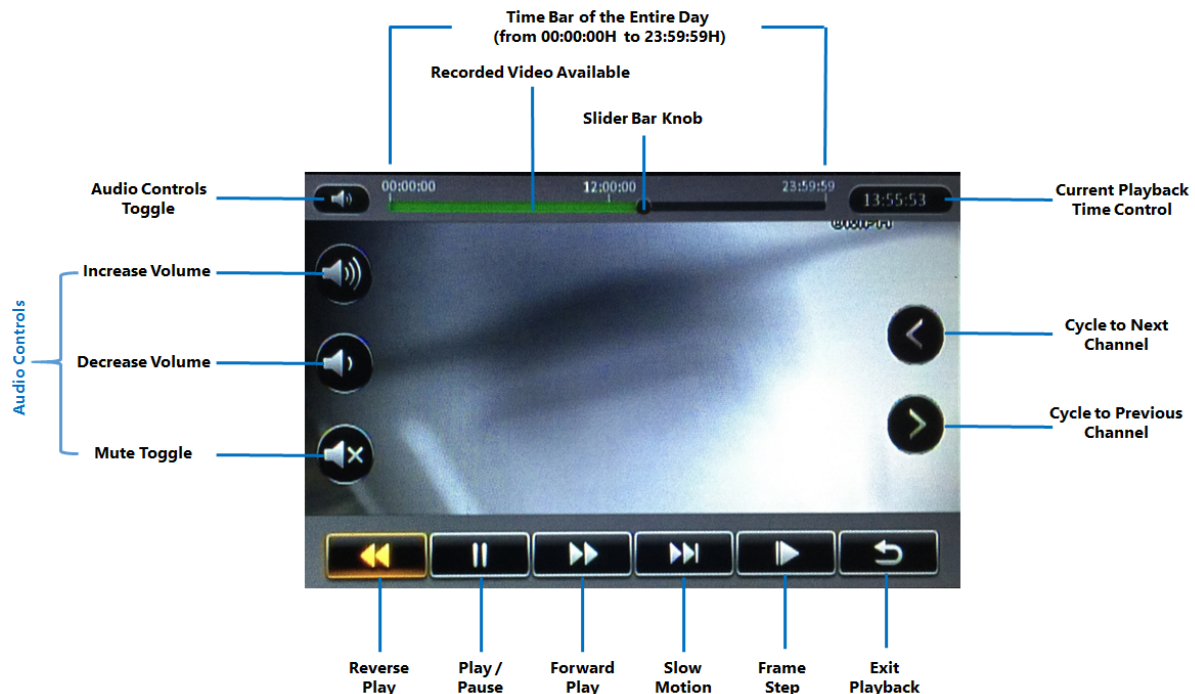 Time Bar of the Entire Day
(from 00:00:00H to 23:59:59H)
Recorded Video Available
Slider Bar Knob
Audio Controls
Toggle
00:00:00
12:00:00
23:59:59
13:55:53
Current Playback
Time Control
Audio Controls
Increase Volume
Decrease Volume
Mute Toggle
Cycle to Next
Channel
Cycle to Previous
Channel
Reverse
Play
Play /
Pause
Forward
Play
Slow
Motion
Frame
Step
Exit
Playback